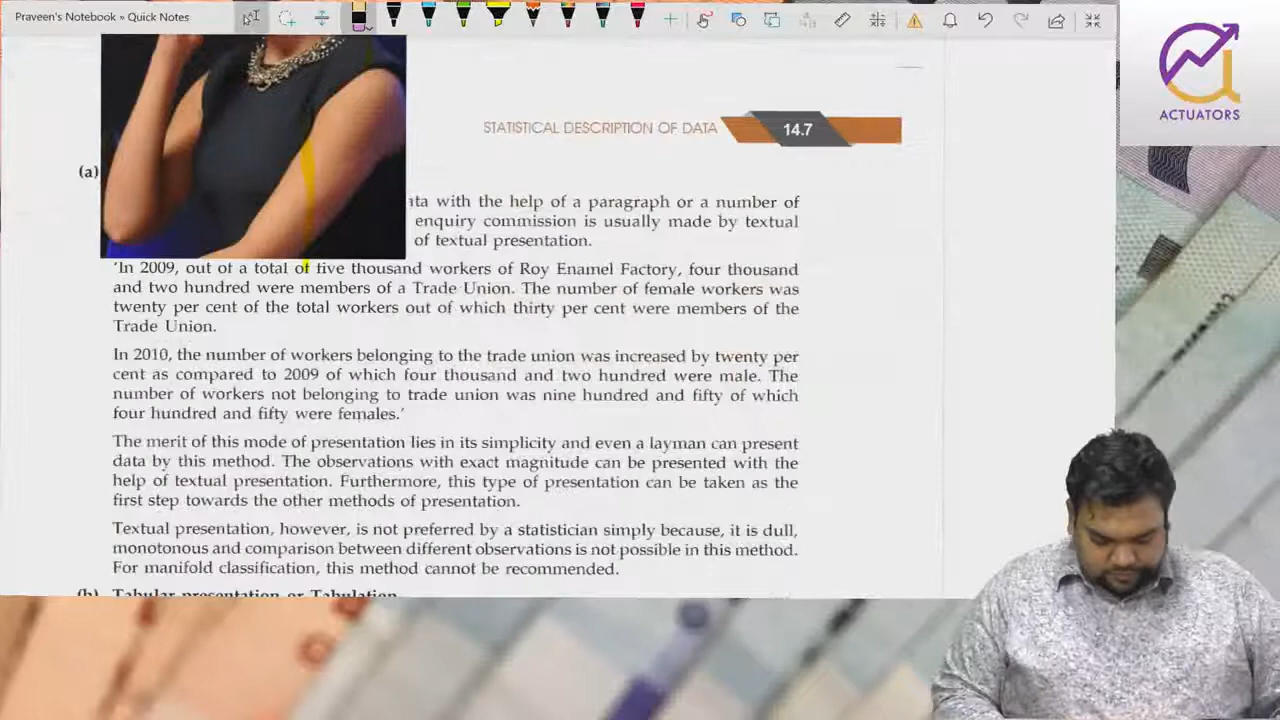 Praveen's Notebook » Quick Notes
ACTUATORS
STATISTICAL DESCRIPTION OF DATA
14.7
(a)
with the help of a paragraph or a number of
enquiry commission is usually made by textual
of textual presentation.
'In 2009, out of a total of five thousand workers of Roy Enamel Factory, four thousand
and two hundred were members of a Trade Union. The number of female workers was
twenty per cent of the total workers out of which thirty per cent were members of the
Trade Union.
In 2010, the number of workers belonging to the trade union was increased by twenty per
cent as compared to 2009 of which four thousand and two hundred were male. The
number of workers not belonging to trade union was nine hundred and fifty of which
four hundred and fifty were females.'
The merit of this mode of presentation lies in its simplicity and even a layman can present
data by this method. The observations with exact magnitude can be presented with the
help of textual presentation. Furthermore, this type of presentation can be taken as the
first step towards the other methods of presentation.
Textual presentation, however, is not preferred by a statistician simply because, it is dull,
monotonous and comparison between different observations is not possible in this method.
For manifold classification, this method cannot be recommended.
(b) Tabular presentation or Tabulation